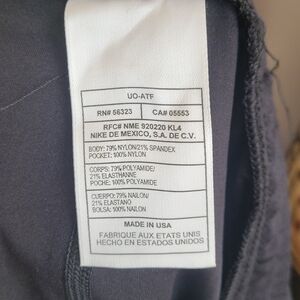 UO-ATF
RN# 56323 CA# 05553
RFC# NME 920220 KL4
NIKE DE MEXICO, S.A. DE C.V.
BODY: 79% NYLON/21% SPANDEX
POCKET: 100% NYLON
CORPS: 79% POLYAMIDE/
21% ELASTHANNE
POCHE: 100% POLYAMIDE
CUERPO: 79% NAILON/
21% ELASTANO
BOLSA: 100% NAILON
MADE IN USA
FABRIQUE AUX ETATS UNIS
HECHO EN ESTADOS UNIDOS